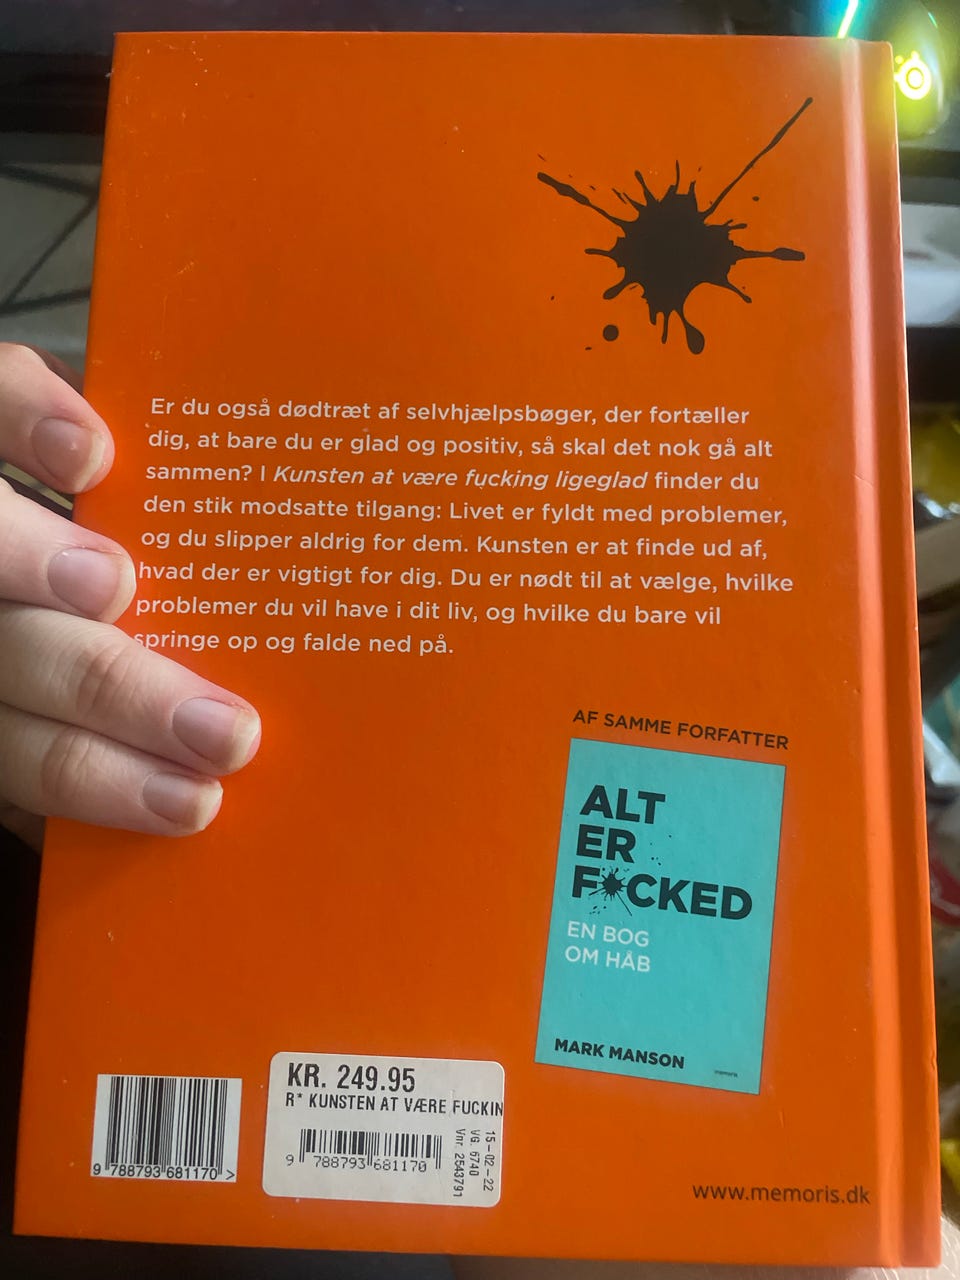 Er du også dødtræt af selvhjælpsbøger, der fortæller
dig, at bare du er glad og positiv, så skal det nok gå alt
sammen? I Kunsten at være fucking ligeglad finder du
den stik modsatte tilgang: Livet er fyldt med problemer,
og du slipper aldrig for dem. Kunsten er at finde ud af,
hvad der er vigtigt for dig. Du er nødt til at vælge, hvilke
problemer du vil have i dit liv, og hvilke du bare vil
springe op og falde ned på.
AF SAMME FORFATTER
ALT
ER
F*CKED
EN BOG
OM HÅB
MARK MANSON
memoris
KR. 249.95
R* KUNSTEN AT VÆRE FUCKIN
9 788793 681170
15-02-22
VG. 6740
Vnr. 2543791
9 788793 681170 >
www.memoris.dk